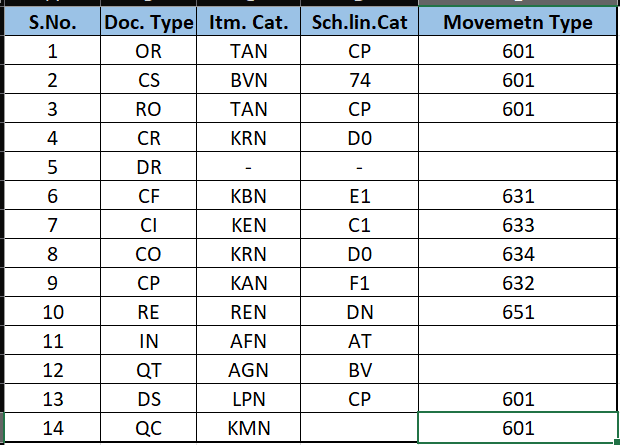 S.No. Doc. Type Itm. Cat. Sch.lin.Cat Movemetn Type
1 OR TAN CP 601
2 CS BVN 74 601
3 RO TAN CP 601
4 CR KRN D0
5 DR - -
6 CF KBN E1 631
7 CI KEN C1 633
8 CO KRN D0 634
9 CP KAN F1 632
10 RE REN DN 651
11 IN AFN AT
12 QT AGN BV
13 DS LPN CP 601
14 QC KMN 601